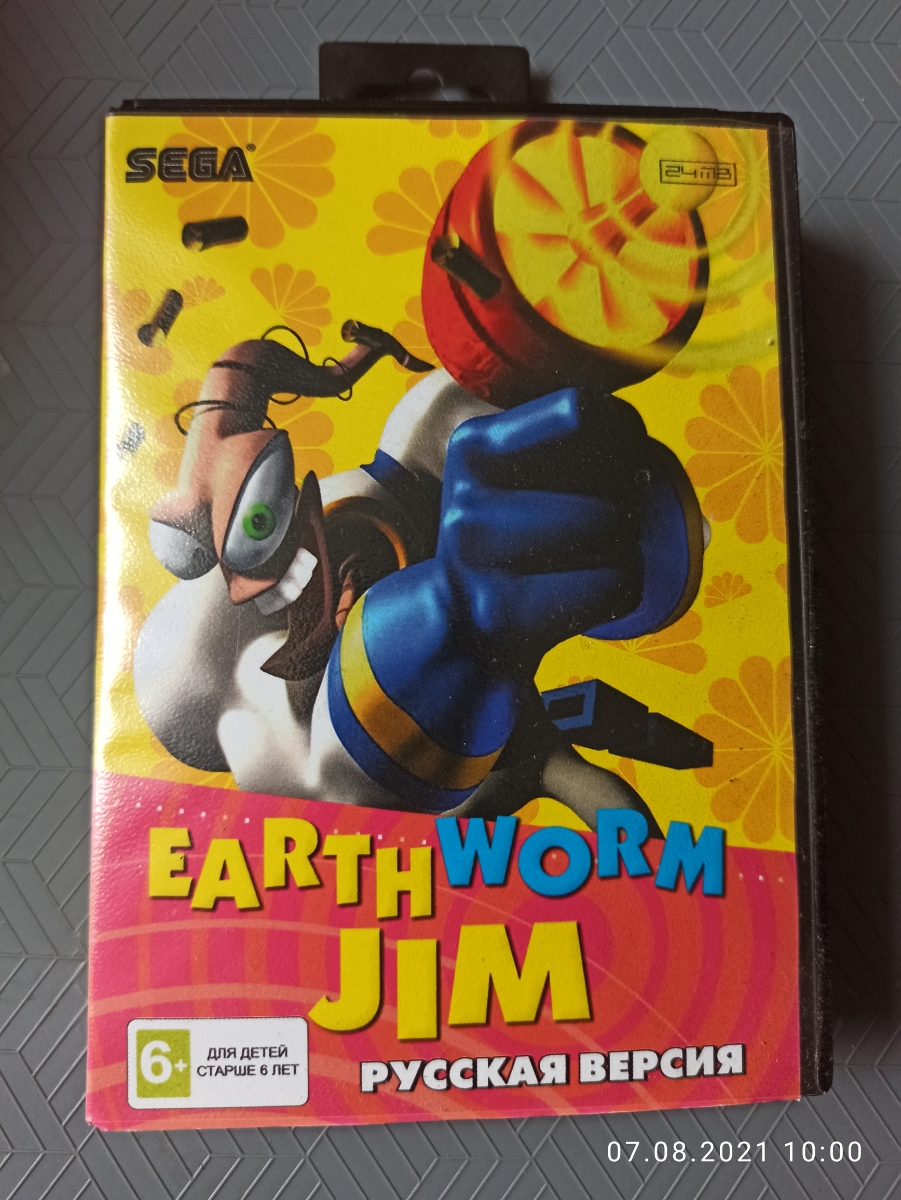 SEGA®
24MB
EARTHWORM
JIM
РУССКАЯ ВЕРСИЯ
6+
ДЛЯ ДЕТЕЙ
СТАРШЕ 6 ЛЕТ
07.08.2021 10:00